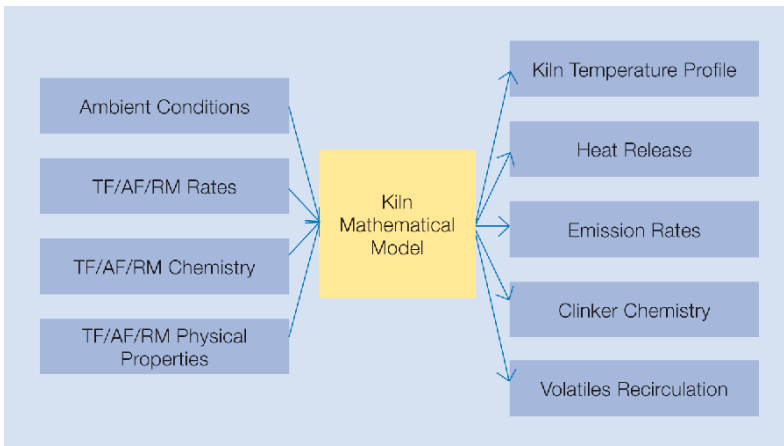 Ambient Conditions
TF/AF/RM Rates
TF/AF/RM Chemistry
TF/AF/RM Physical
Properties
Kiln
Mathematical
Model
Kiln Temperature Profile
Heat Release
Emission Rates
Clinker Chemistry
Volatiles Recirculation